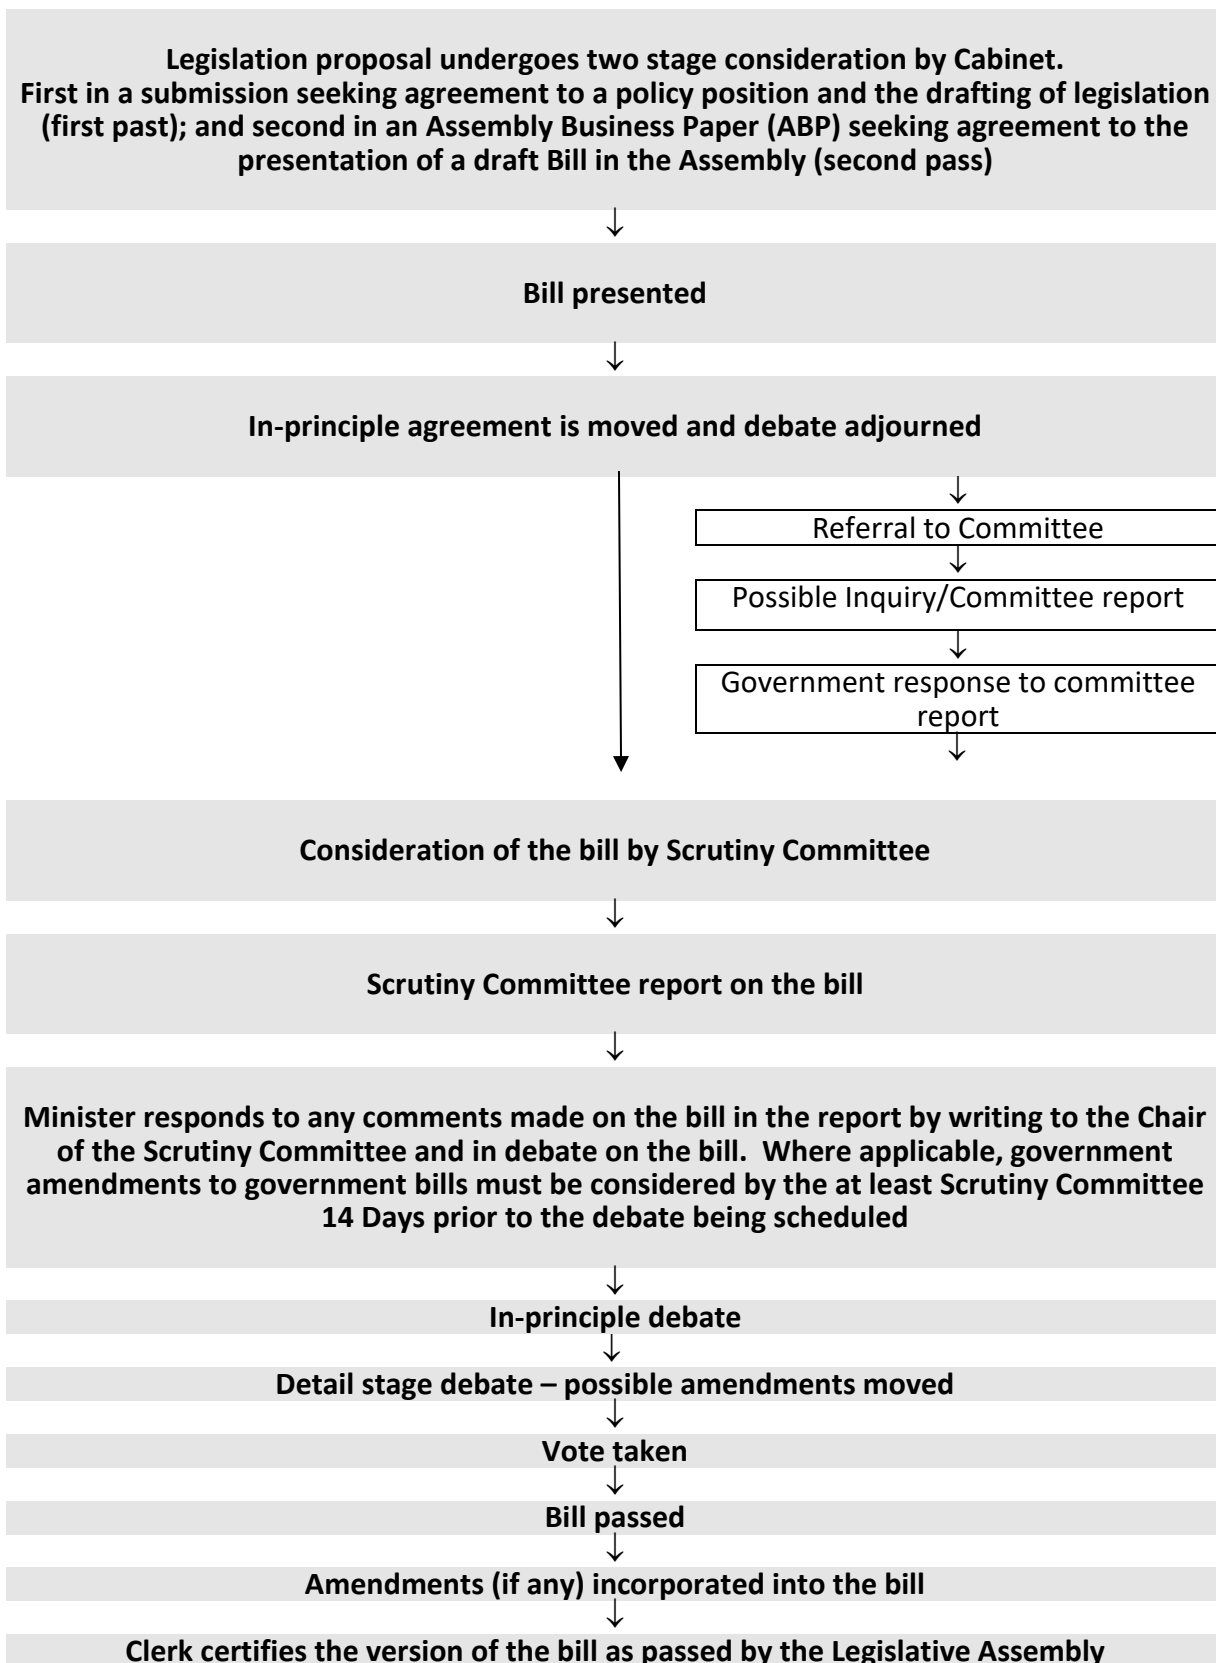 Legislation proposal undergoes two stage consideration by Cabinet.
First in a submission seeking agreement to a policy position and the drafting of legislation
(first past); and second in an Assembly Business Paper (ABP) seeking agreement to the
presentation of a draft Bill in the Assembly (second pass)
↓
Bill presented
↓
In-principle agreement is moved and debate adjourned
↓
Referral to Committee
↓
Possible Inquiry/Committee report
↓
Government response to committee
report
↓
Consideration of the bill by Scrutiny Committee
↓
Scrutiny Committee report on the bill
↓
Minister responds to any comments made on the bill in the report by writing to the Chair
of the Scrutiny Committee and in debate on the bill.  Where applicable, government
amendments to government bills must be considered by the at least Scrutiny Committee
14 Days prior to the debate being scheduled
↓
In-principle debate
↓
Detail stage debate – possible amendments moved
↓
Vote taken
↓
Bill passed
↓
Amendments (if any) incorporated into the bill
↓
Clerk certifies the version of the bill as passed by the Legislative Assembly